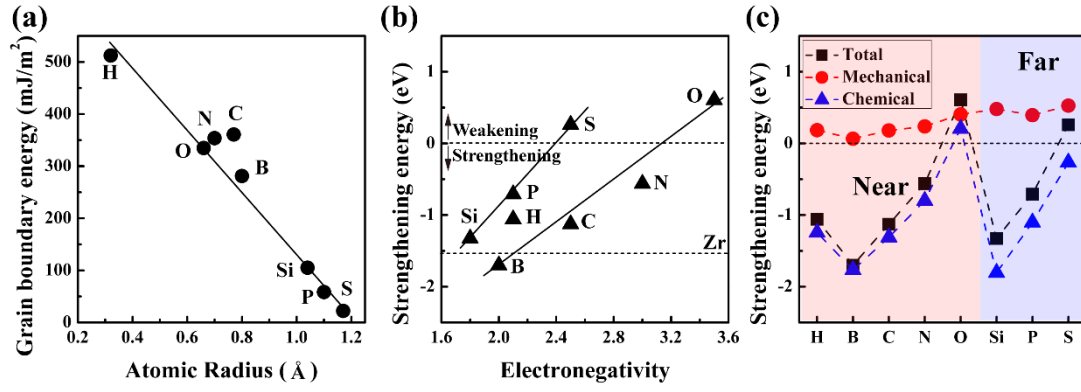 (a)
Grain boundary energy (mJ/m²)
500
400
300
200
100
0
H
N
C
O
B
Si
P
S
0.2 0.4 0.6 0.8 1.0 1.2
Atomic Radius (Å)
(b)
Strengthening energy (eV)
1
0
-1
-2
Weakening
Strengthening
O
S
P
N
Si
H
C
B
Zr
1.6 2.0 2.4 2.8 3.2 3.6
Electronegativity
(c)
Strengthening energy (eV)
1
0
-1
-2
Total
Mechanical
Chemical
Far
Near
H B C N O Si P S